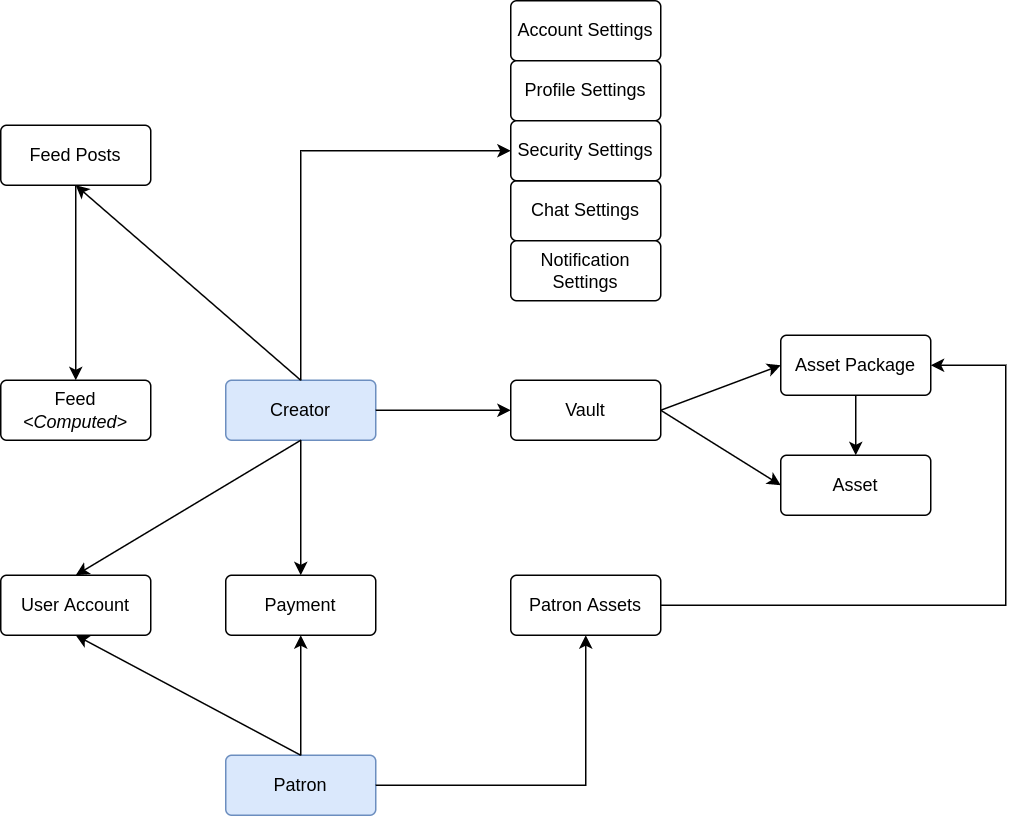 Account Settings
Profile Settings
Feed Posts
Security Settings
Chat Settings
Notification
Settings
Asset Package
Feed
<Computed>
Creator
Vault
Asset
User Account
Payment
Patron Assets
Patron